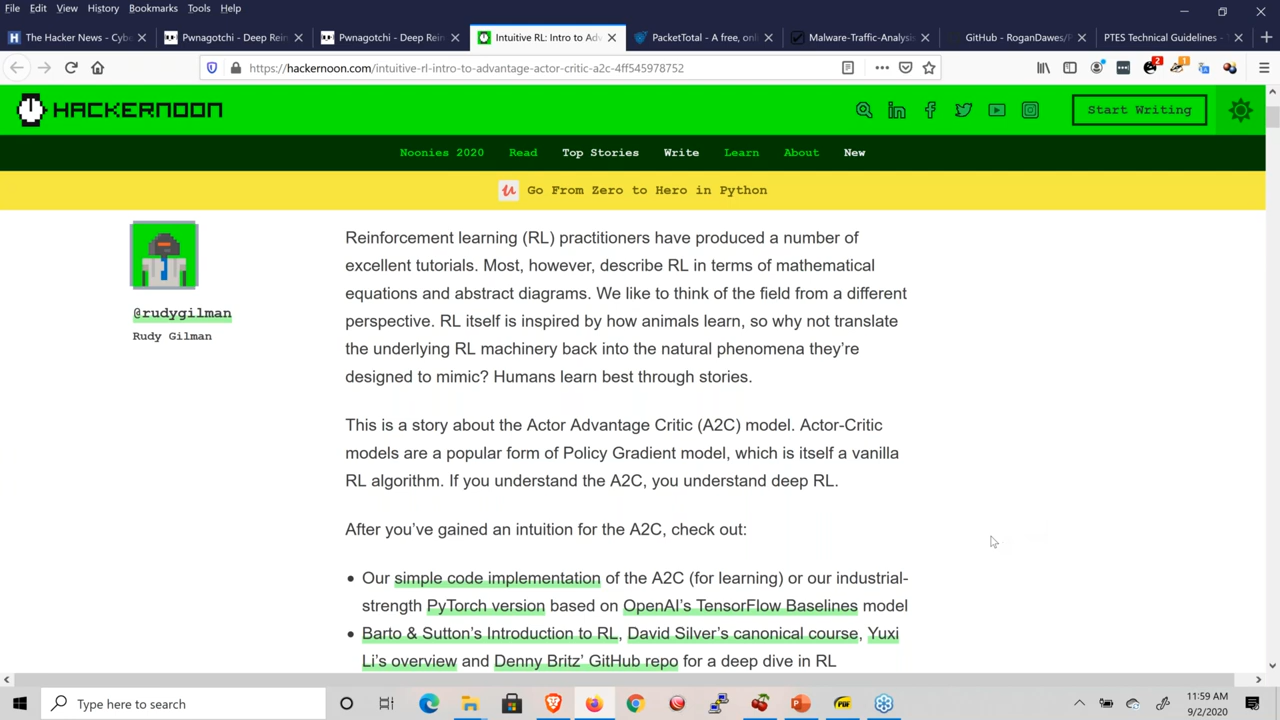 File Edit View History Bookmarks Tools Help
The Hacker News - Cyb
Pwnagotchi - Deep Rein
Pwnagotchi - Deep Rein
Intuitive RL: Intro to Adv
PacketTotal - A free, onli
Malware-Traffic-Analysis
GitHub - RoganDawes/P
PTES Technical Guidelines -
https://hackernoon.com/intuitive-rl-intro-to-advantage-actor-critic-a2c-4ff545978752
2
1
HACKERNOON
Start Writing
Noonies 2020 Read Top Stories Write Learn About New
Go From Zero to Hero in Python
@rudygilman
Rudy Gilman
Reinforcement learning (RL) practitioners have produced a number of
excellent tutorials. Most, however, describe RL in terms of mathematical
equations and abstract diagrams. We like to think of the field from a different
perspective. RL itself is inspired by how animals learn, so why not translate
the underlying RL machinery back into the natural phenomena they’re
designed to mimic? Humans learn best through stories.
This is a story about the Actor Advantage Critic (A2C) model. Actor-Critic
models are a popular form of Policy Gradient model, which is itself a vanilla
RL algorithm. If you understand the A2C, you understand deep RL.
After you’ve gained an intuition for the A2C, check out:
• Our simple code implementation of the A2C (for learning) or our industrial-
strength PyTorch version based on OpenAI’s TensorFlow Baselines model
• Barto & Sutton’s Introduction to RL, David Silver’s canonical course, Yuxi
Li’s overview and Denny Britz’ GitHub repo for a deep dive in RL
Type here to search
11:59 AM
9/2/2020